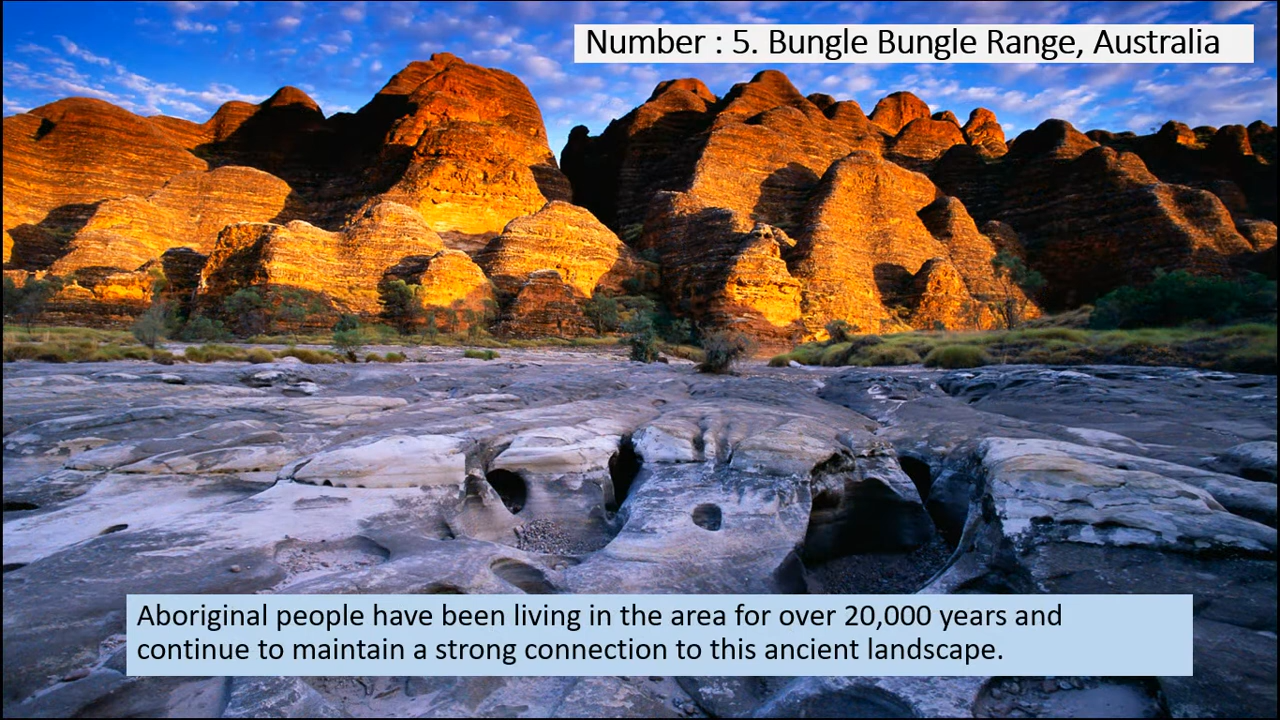 Number : 5. Bungle Bungle Range, Australia
Aboriginal people have been living in the area for over 20,000 years and
continue to maintain a strong connection to this ancient landscape.